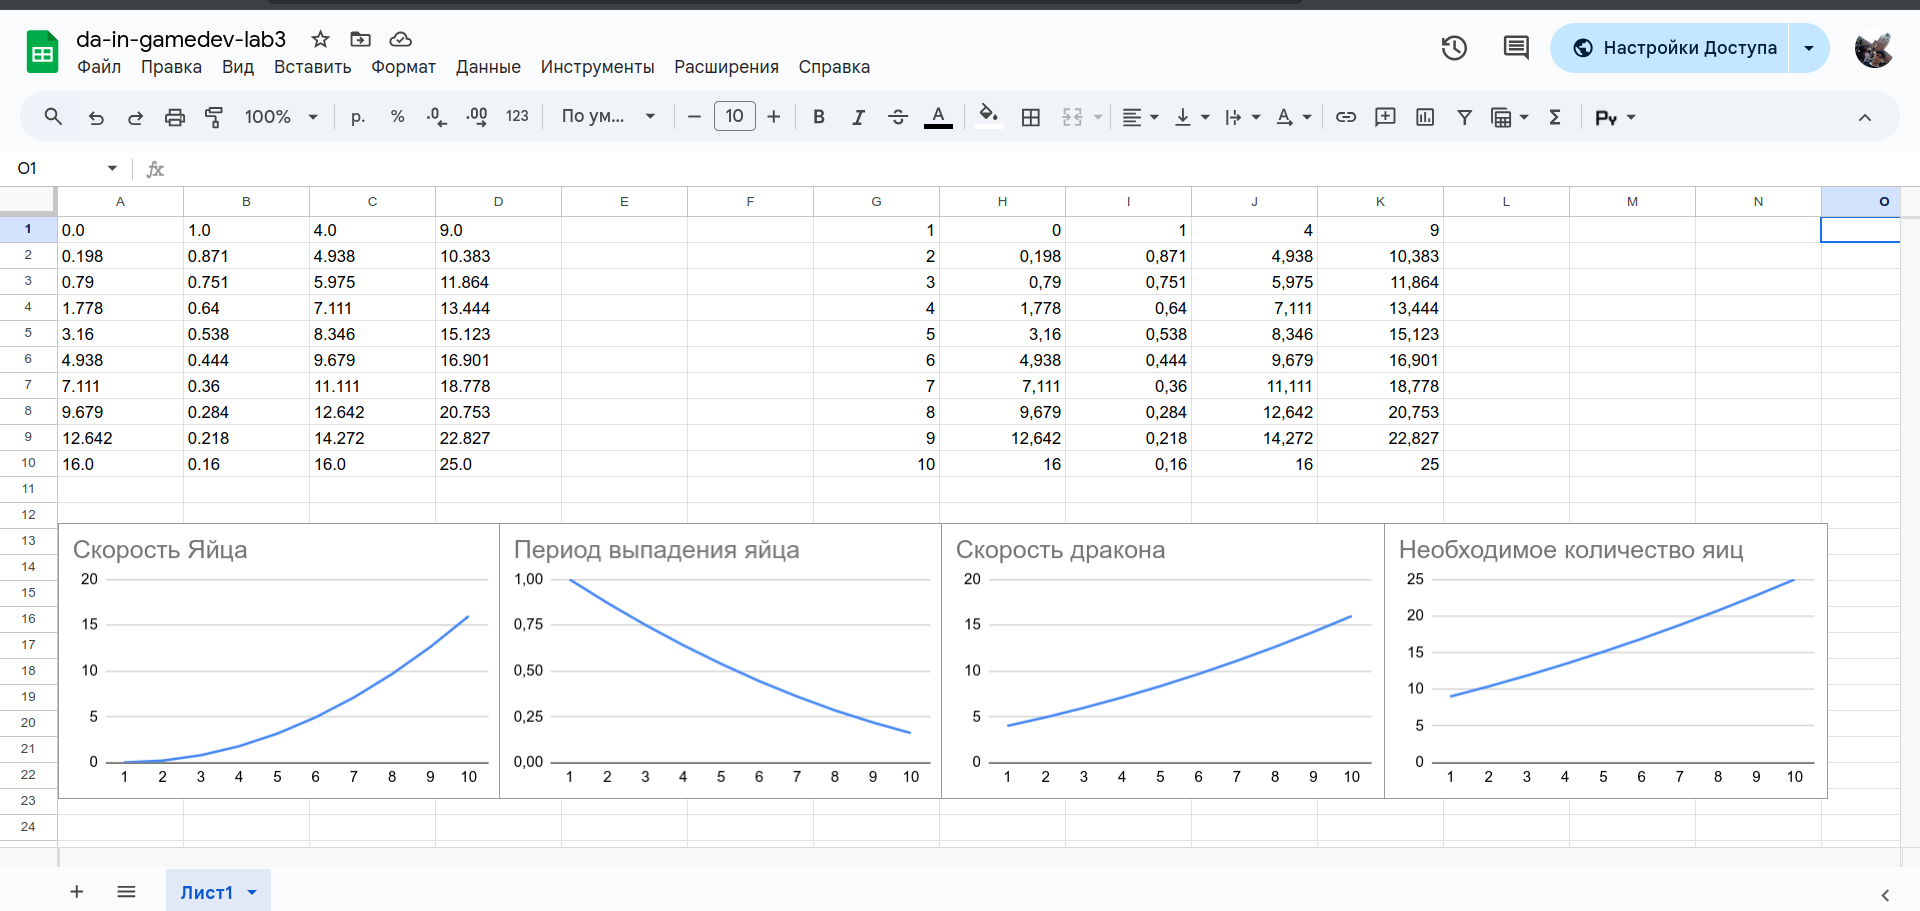 da-in-gamedev-lab3
Файл Правка Вид Вставить Формат Данные Инструменты Расширения Справка
Настройки Доступа
100% р. % .0 .00 123 По ум... 10 B I A Σ Py
O1 fx
A B C D E F G H I J K L M N O
1 0.0 1.0 4.0 9.0 1 0 1 4 9
2 0.198 0.871 4.938 10.383 2 0,198 0,871 4,938 10,383
3 0.79 0.751 5.975 11.864 3 0,79 0,751 5,975 11,864
4 1.778 0.64 7.111 13.444 4 1,778 0,64 7,111 13,444
5 3.16 0.538 8.346 15.123 5 3,16 0,538 8,346 15,123
6 4.938 0.444 9.679 16.901 6 4,938 0,444 9,679 16,901
7 7.111 0.36 11.111 18.778 7 7,111 0,36 11,111 18,778
8 9.679 0.284 12.642 20.753 8 9,679 0,284 12,642 20,753
9 12.642 0.218 14.272 22.827 9 12,642 0,218 14,272 22,827
10 16.0 0.16 16.0 25.0 10 16 0,16 16 25
11
12
13
14
15
16
17
18
19
20
21
22
23
24
Скорость Яйца
20
15
10
5
0
1 2 3 4 5 6 7 8 9 10
Период выпадения яйца
1,00
0,75
0,50
0,25
0,00
1 2 3 4 5 6 7 8 9 10
Скорость дракона
20
15
10
5
0
1 2 3 4 5 6 7 8 9 10
Необходимое количество яиц
25
20
15
10
5
0
1 2 3 4 5 6 7 8 9 10
Лист1